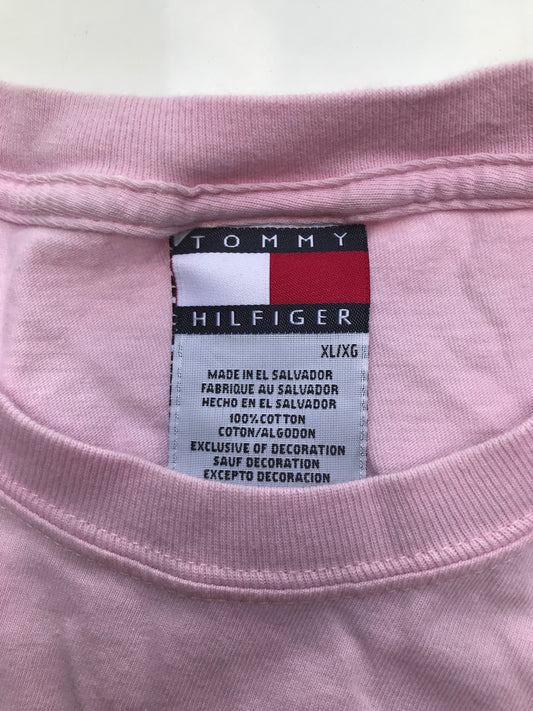 TOMMY
HILFIGER
XL/XG
MADE IN EL SALVADOR
FABRIQUE AU SALVADOR
HECHO EN EL SALVADOR
100% COTTON
COTON/ALGODON
EXCLUSIVE OF DECORATION
SAUF DECORATION
EXCEPTO DECORACION